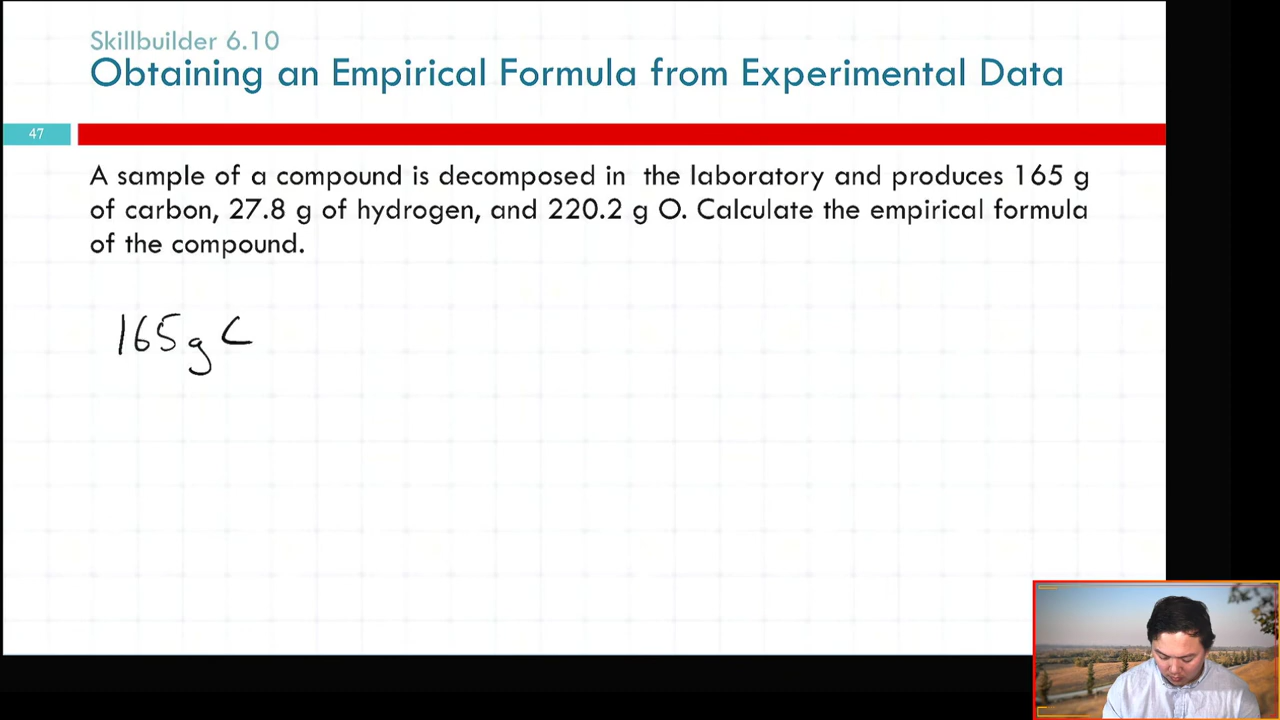 Skillbuilder 6.10
Obtaining an Empirical Formula from Experimental Data
47
A sample of a compound is decomposed in the laboratory and produces 165 g
of carbon, 27.8 g of hydrogen, and 220.2 g O. Calculate the empirical formula
of the compound.
165g C